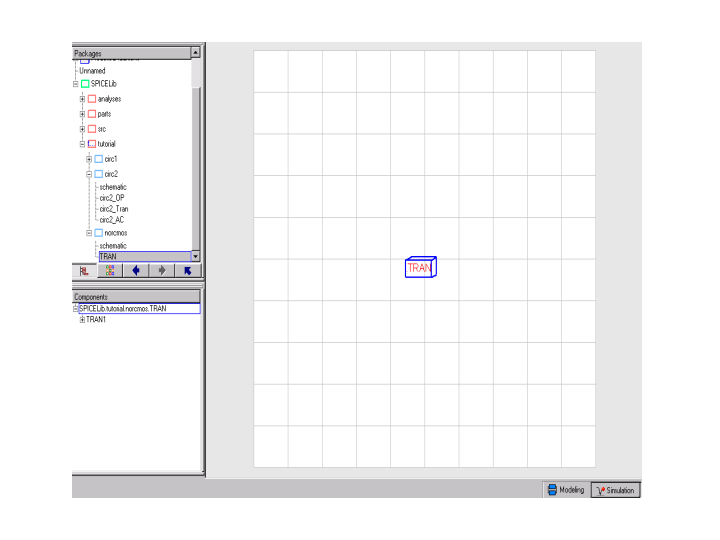 Packages
Unnamed
SPICELib
analyses
parts
src
tutorial
circ1
circ2
schematic
circ2_OP
circ2_Tran
circ2_AC
norcmos
schematic
TRAN
Components
SPICELib.tutorial.norcmos.TRAN
TRAN1
TRAN
Modeling
Simulation